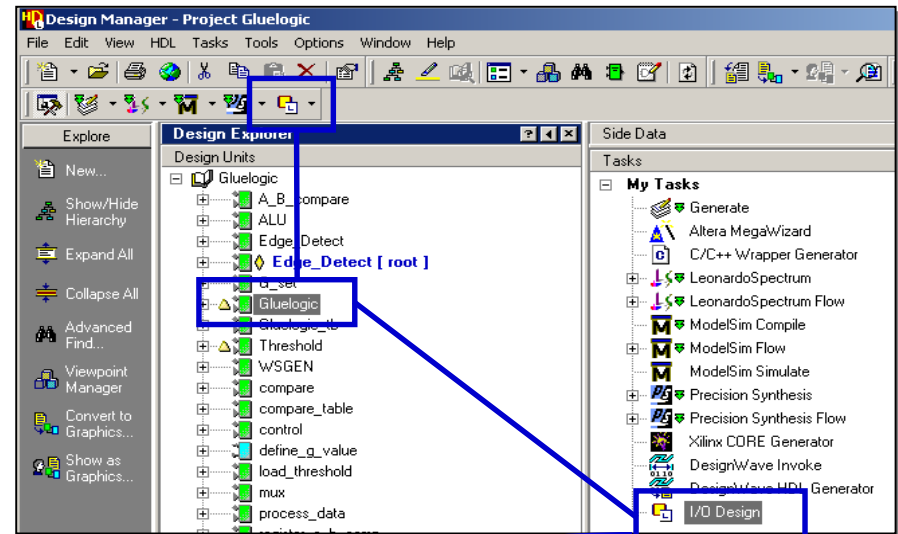 Design Manager - Project Gluelogic
File Edit View HDL Tasks Tools Options Window Help
Explore
New...
Show/Hide
Hierarchy
Expand All
Collapse All
Advanced
Find...
Viewpoint
Manager
Convert to
Graphics...
Show as
Graphics...
Design Explorer
Design Units
Gluelogic
A_B_compare
ALU
Edge_Detect
Edge_Detect [ root ]
G_set
Gluelogic
Gluelogic_tb
Threshold
WSGEN
compare
compare_table
control
define_g_value
load_threshold
mux
process_data
Side Data
Tasks
My Tasks
Generate
Altera MegaWizard
C/C++ Wrapper Generator
LeonardoSpectrum
LeonardoSpectrum Flow
ModelSim Compile
ModelSim Flow
ModelSim Simulate
Precision Synthesis
Precision Synthesis Flow
Xilinx CORE Generator
DesignWave Invoke
DesignWave HDL Generator
I/O Design